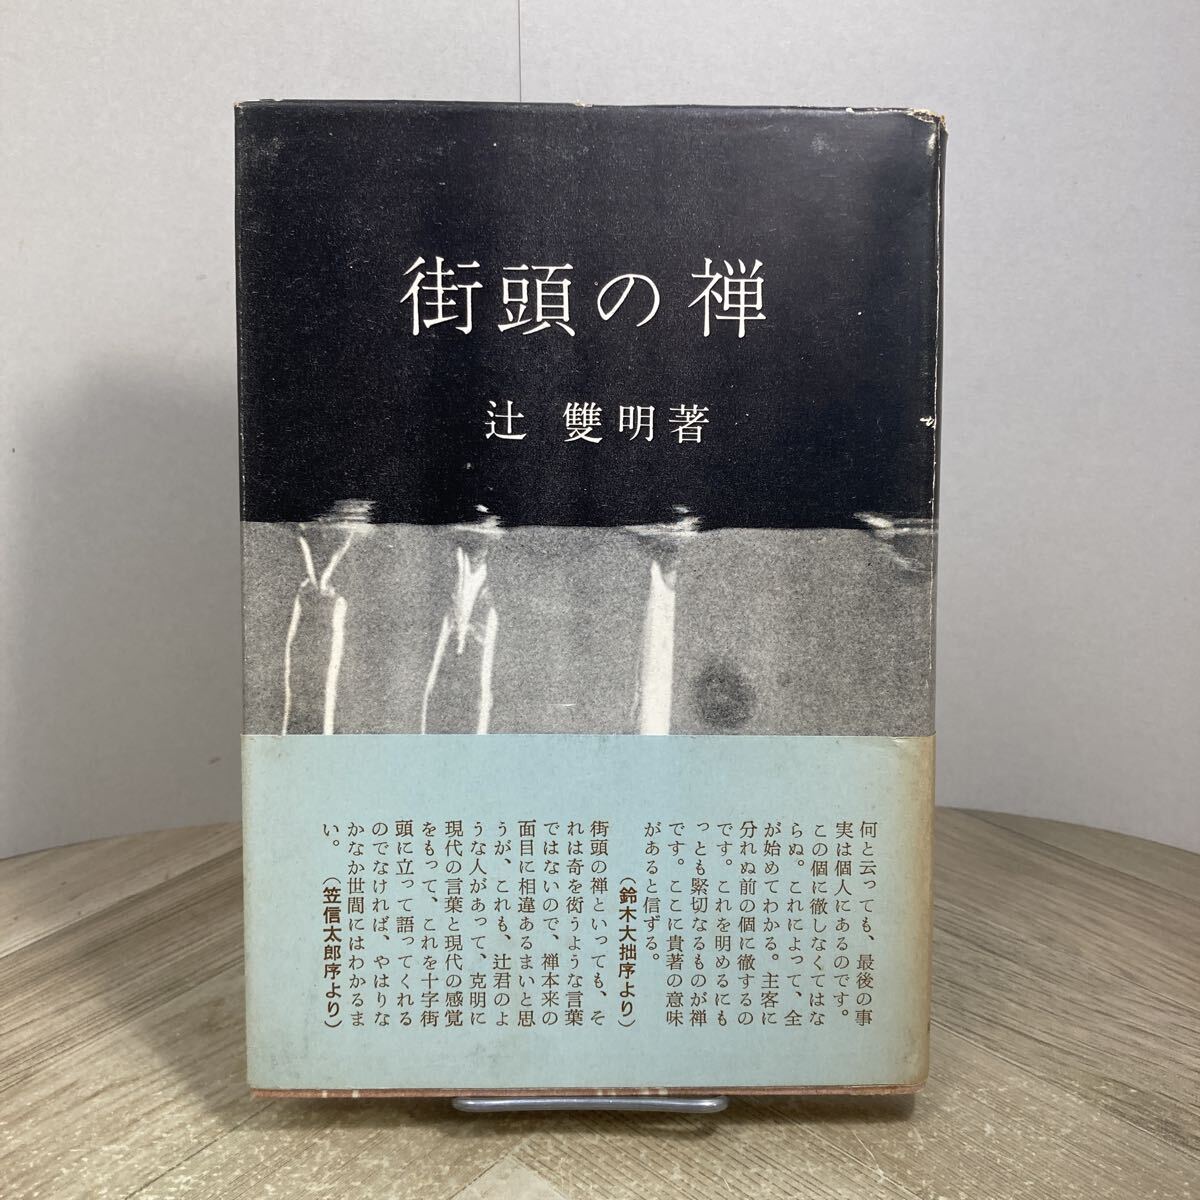 街頭の禅
辻 雙明著
何と云っても、最後の事
実は個人にあるのです。
この個に徹しなくてはな
らぬ。これによって、全
が始めてわかる。主客に
分れぬ前の個に徹するの
です。これを明めるにも
っとも緊切なるものが禅
です。ここに貴著の意味
があると信ずる。
(鈴木大拙序より)
街頭の禅といっても、そ
れは奇を衒うような言葉
ではないので、禅本来の
面目に相違あるまいと思
うが、これも、辻君のよ
うな人があって、克明に
現代の言葉と現代の感覚
をもって、これを十字街
頭に立って語ってくれる
のでなければ、やはりな
かなか世間にはわかるま
い。
(笠信太郎序より)